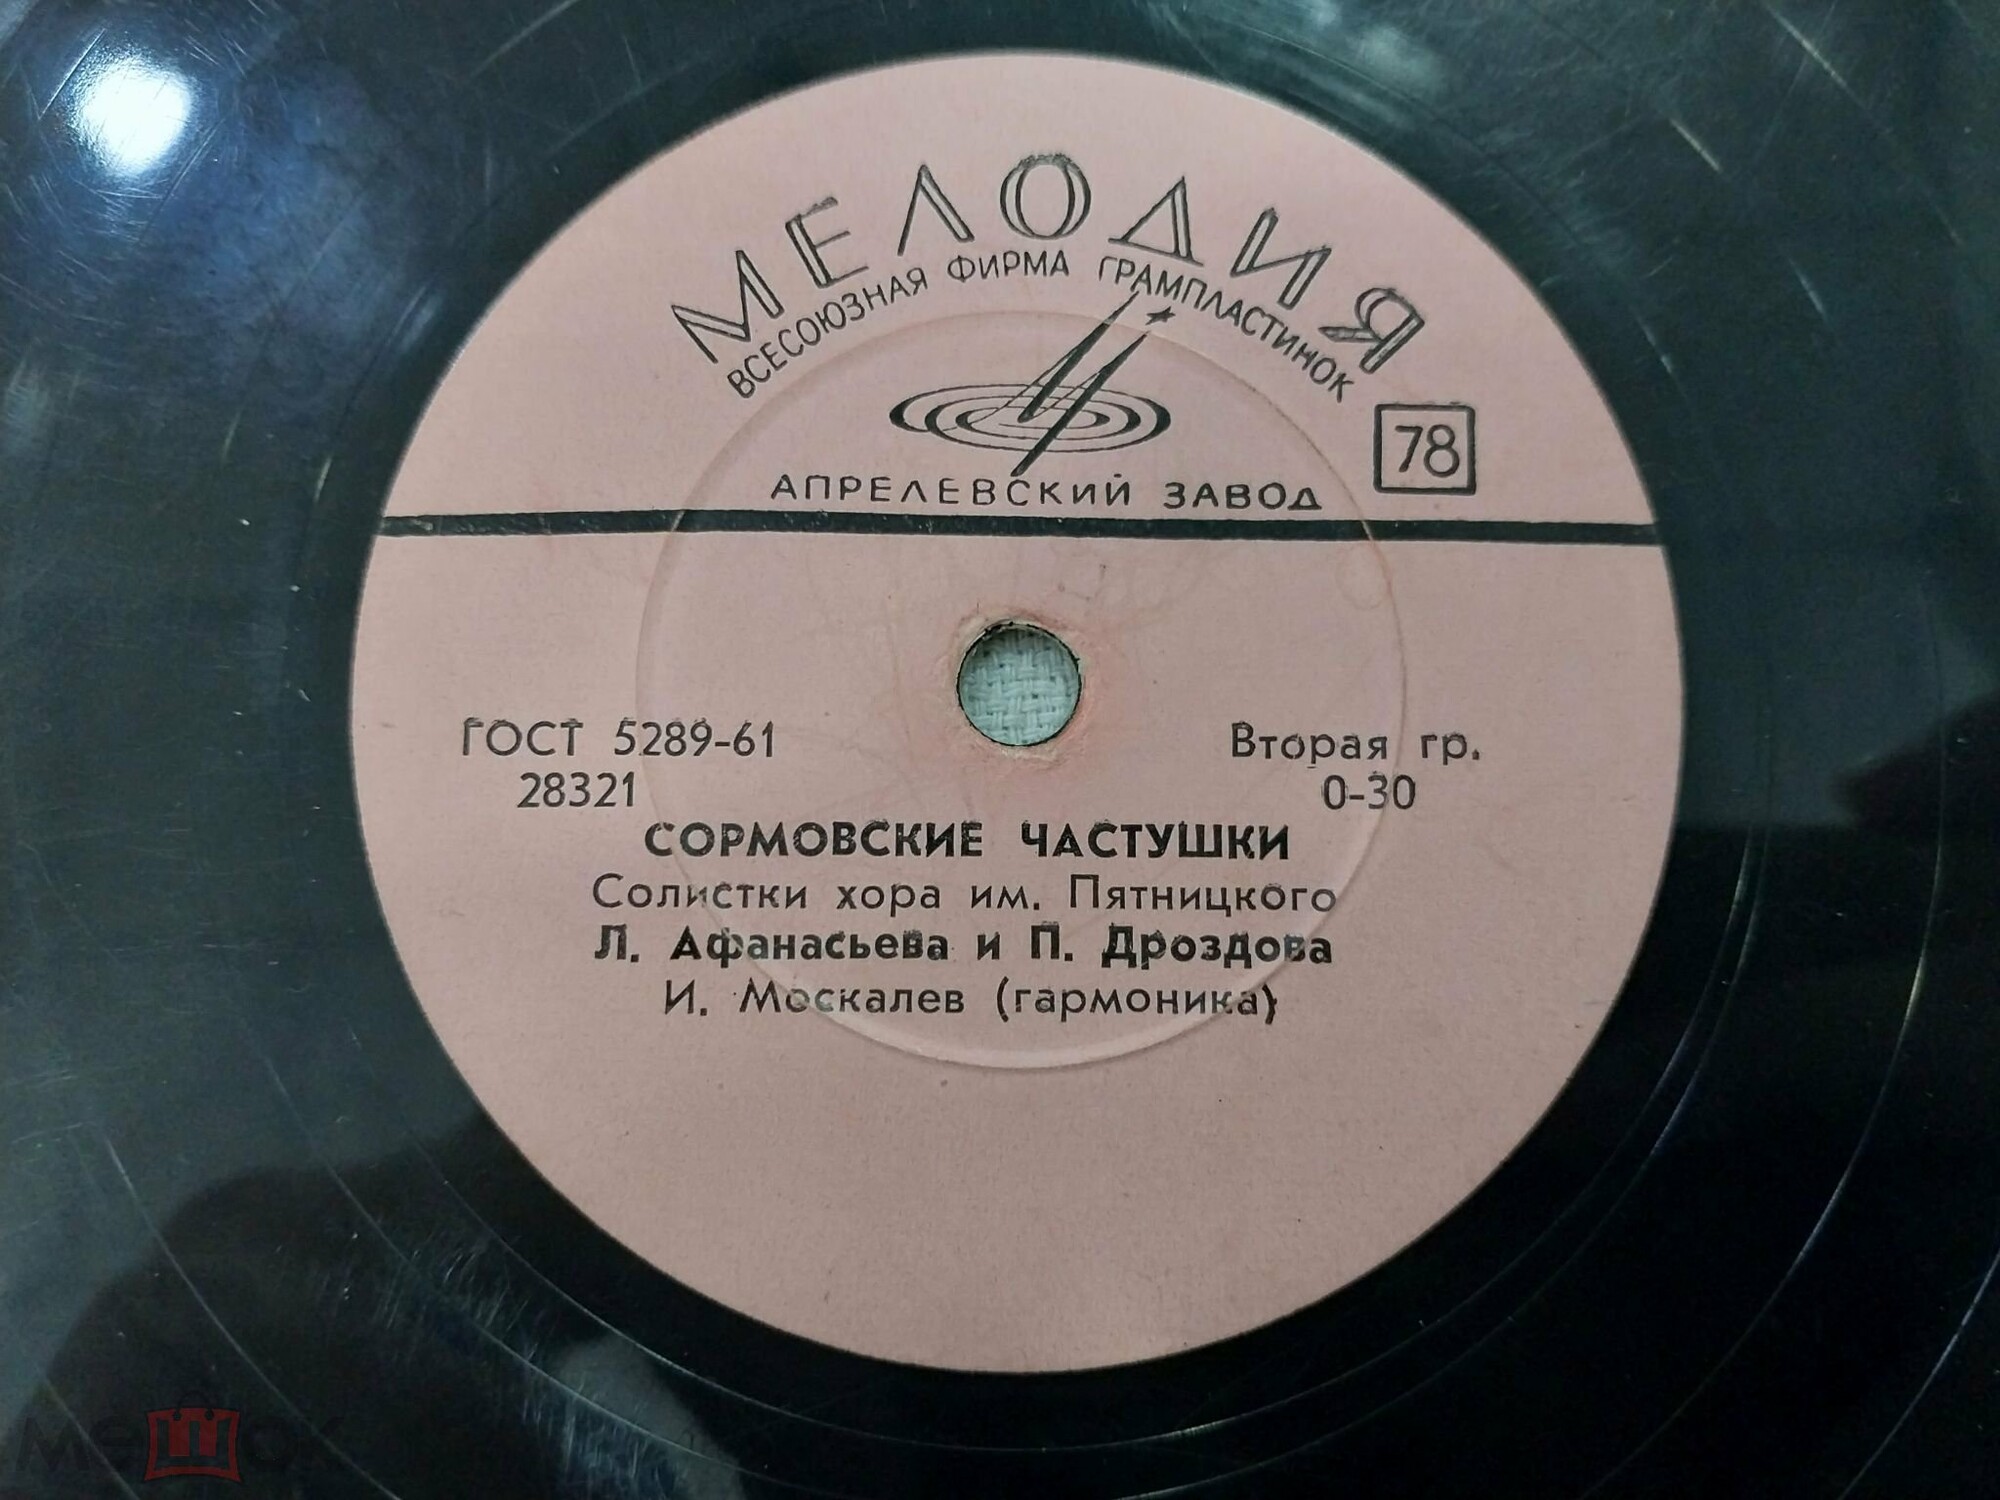 МЕЛОДИЯ
ВСЕСОЮЗНАЯ ФИРМА ГРАМПЛАСТИНОК
78
АПРЕЛЕВСКИЙ ЗАВОД
ГОСТ 5289-61 Вторая гр.
28321 0-30
СОРМОВСКИЕ ЧАСТУШКИ
Солистки хора им. Пятницкого
Л. Афанасьева и П. Дроздова
И. Москалев (гармоника)
мешок